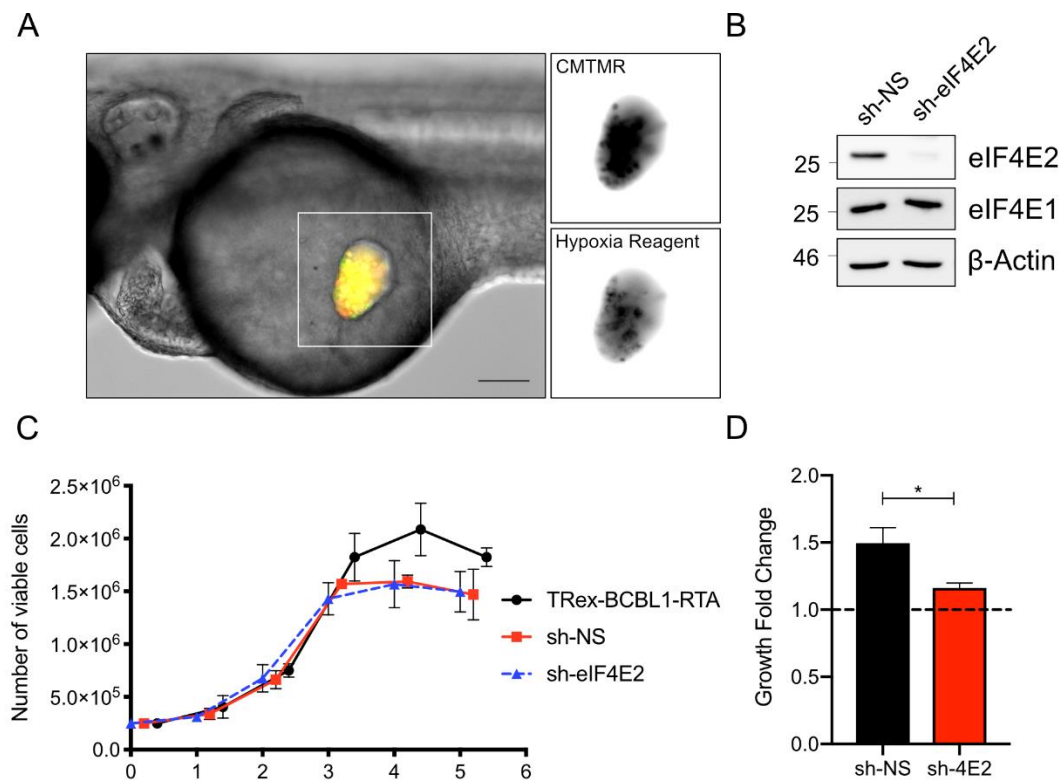 A
CMTMR
Hypoxia Reagent
B
sh-NS
sh-eIF4E2
25
eIF4E2
25
eIF4E1
46
β-Actin
C
Number of viable cells
2.5×10⁶
2.0×10⁶
1.5×10⁶
1.0×10⁶
5.0×10⁵
0.0
0 1 2 3 4 5 6
TRex-BCBL1-RTA
sh-NS
sh-eIF4E2
D
Growth Fold Change
2.0
1.5
1.0
0.5
0.0
*
sh-NS sh-4E2